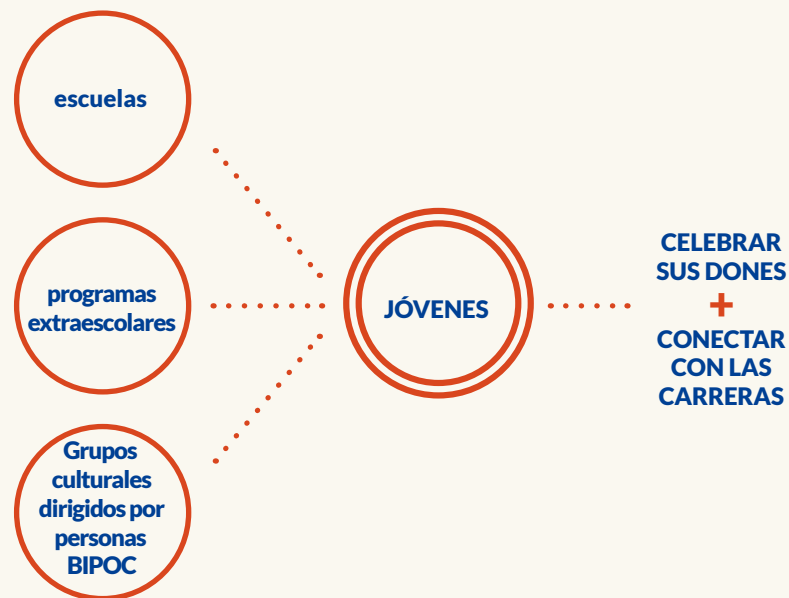 escuelas
programas
extraescolares
Grupos
culturales
dirigidos por
personas
BIPOC
JÓVENES
CELEBRAR
SUS DONES
+
CONECTAR
CON LAS
CARRERAS